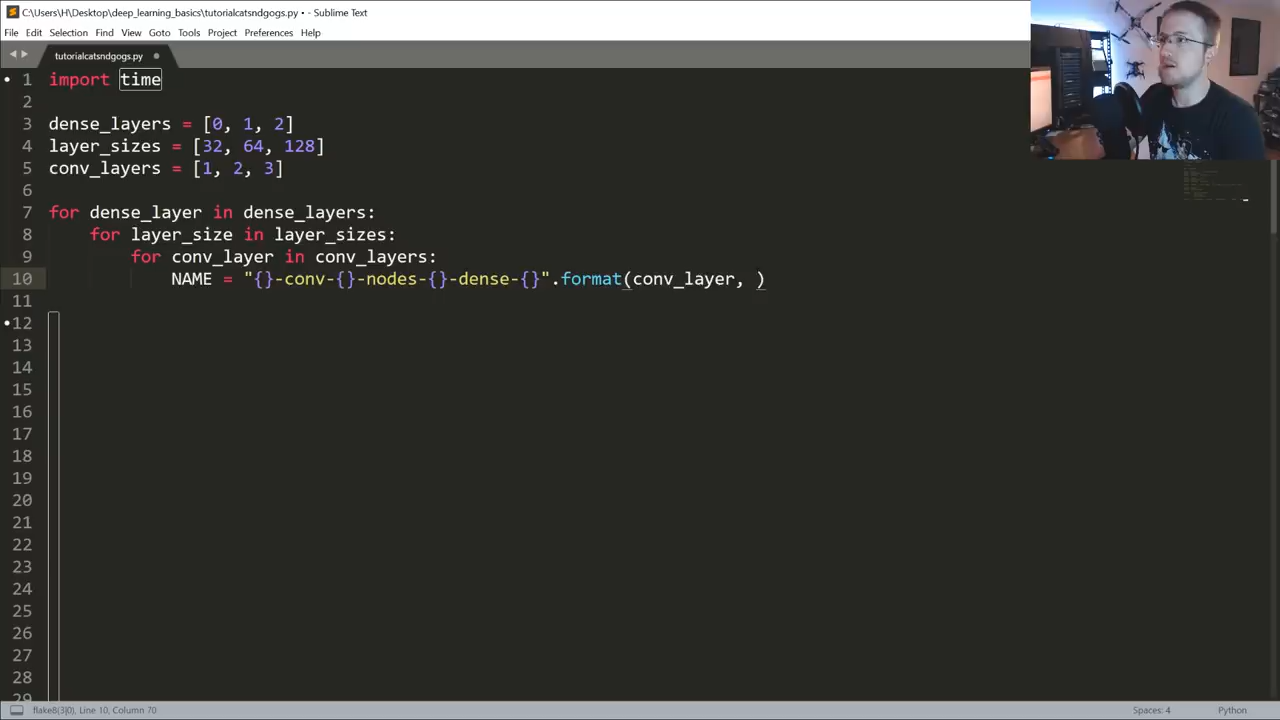 C:\Users\H\Desktop\deep_learning_basics\tutorialcatsndgogs.py • - Sublime Text
File Edit Selection Find View Goto Tools Project Preferences Help
tutorialcatsndgogs.py
1 import time
2
3 dense_layers = [0, 1, 2]
4 layer_sizes = [32, 64, 128]
5 conv_layers = [1, 2, 3]
6
7 for dense_layer in dense_layers:
8 for layer_size in layer_sizes:
9 for conv_layer in conv_layers:
10 NAME = "{}-conv-{}-nodes-{}-dense-{}".format(conv_layer, )
11
12
13
14
15
16
17
18
19
20
21
22
23
24
25
26
27
28
29
flake8(3|0), Line 10, Column 70 Spaces: 4 Python